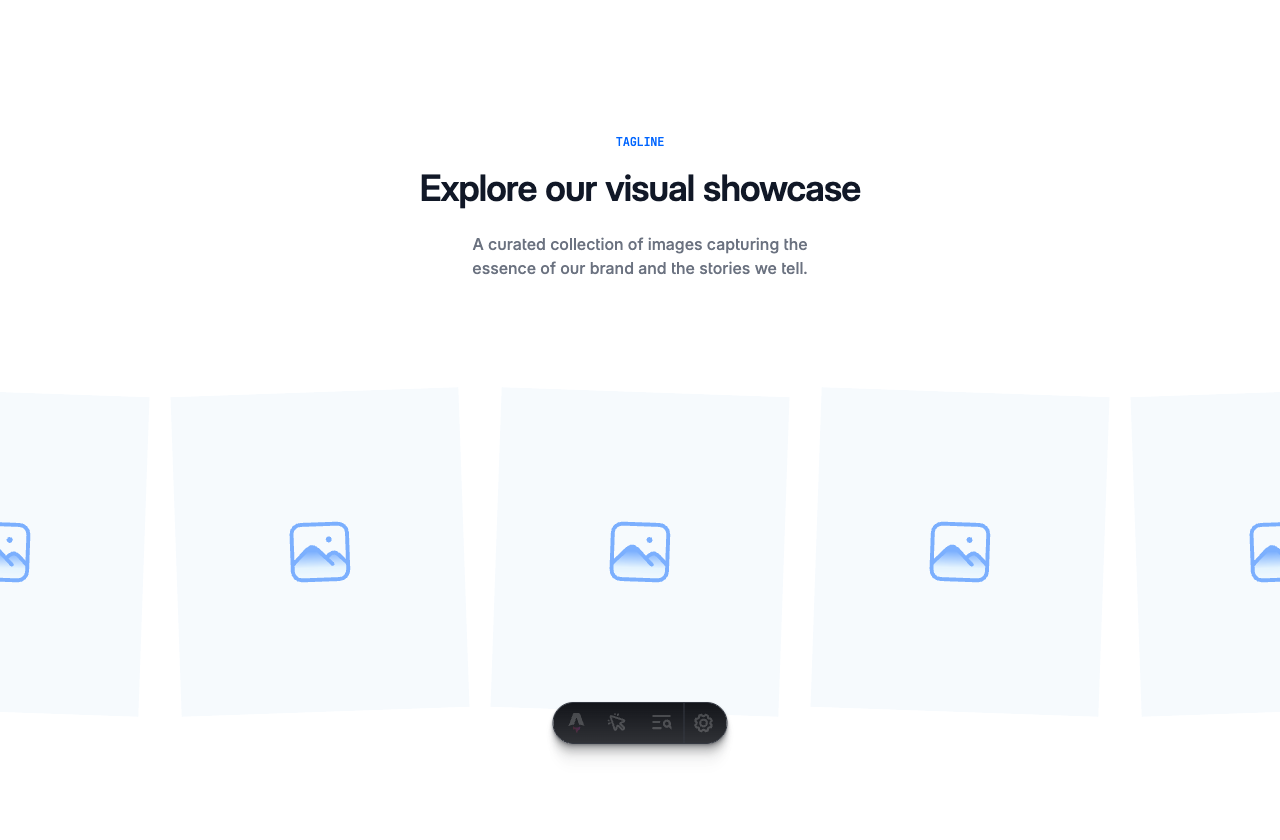 TAGLINE
Explore our visual showcase
A curated collection of images capturing the
essence of our brand and the stories we tell.